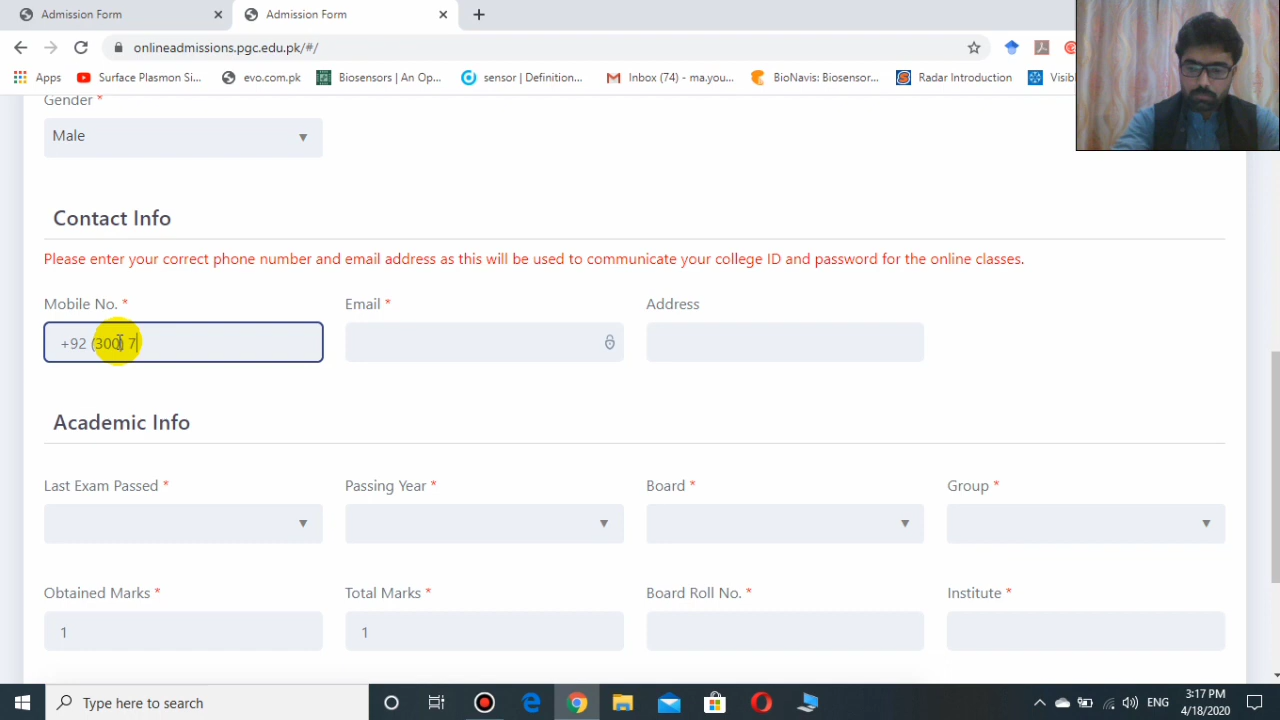 Admission Form
Admission Form
onlineadmissions.pgc.edu.pk/#/
Apps
Surface Plasmon Si...
evo.com.pk
Biosensors | An Op...
sensor | Definition...
Inbox (74) - ma.you...
BioNavis: Biosensor...
Radar Introduction
Visibl
Gender *
Male
Contact Info
Please enter your correct phone number and email address as this will be used to communicate your college ID and password for the online classes.
Mobile No. *
Email *
Address
+92 (300) 7
Academic Info
Last Exam Passed *
Passing Year *
Board *
Group *
Obtained Marks *
Total Marks *
Board Roll No. *
Institute *
1
1
Type here to search
ENG
3:17 PM
4/18/2020